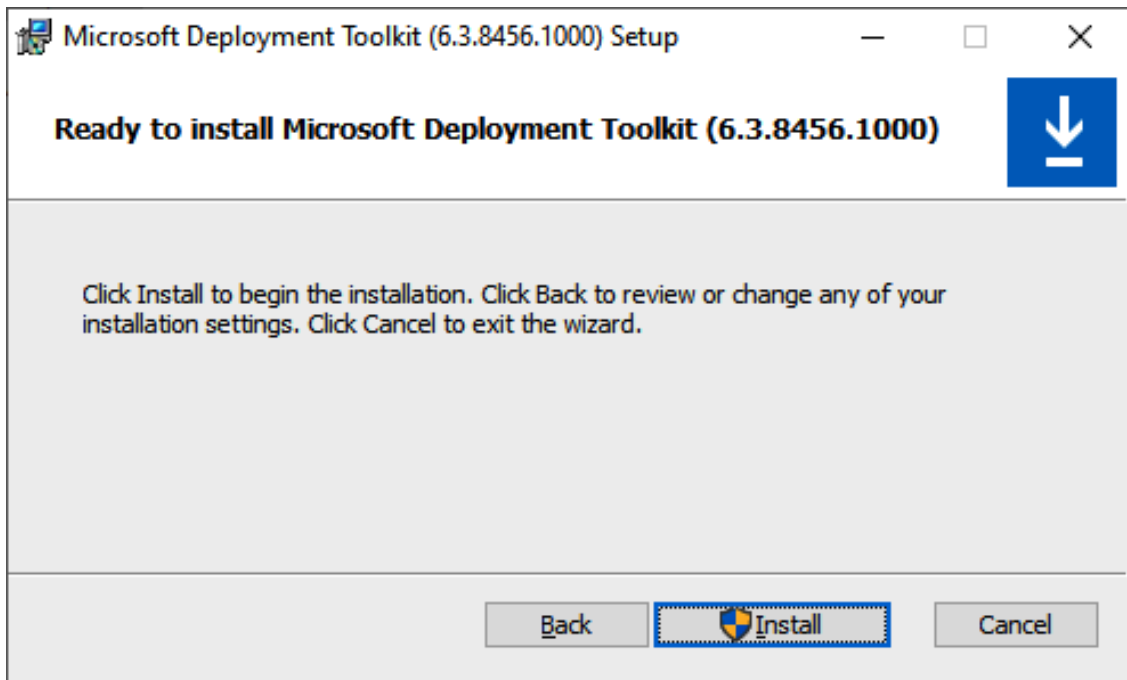 Microsoft Deployment Toolkit (6.3.8456.1000) Setup
Ready to install Microsoft Deployment Toolkit (6.3.8456.1000)
Click Install to begin the installation. Click Back to review or change any of your
installation settings. Click Cancel to exit the wizard.
Back Install Cancel